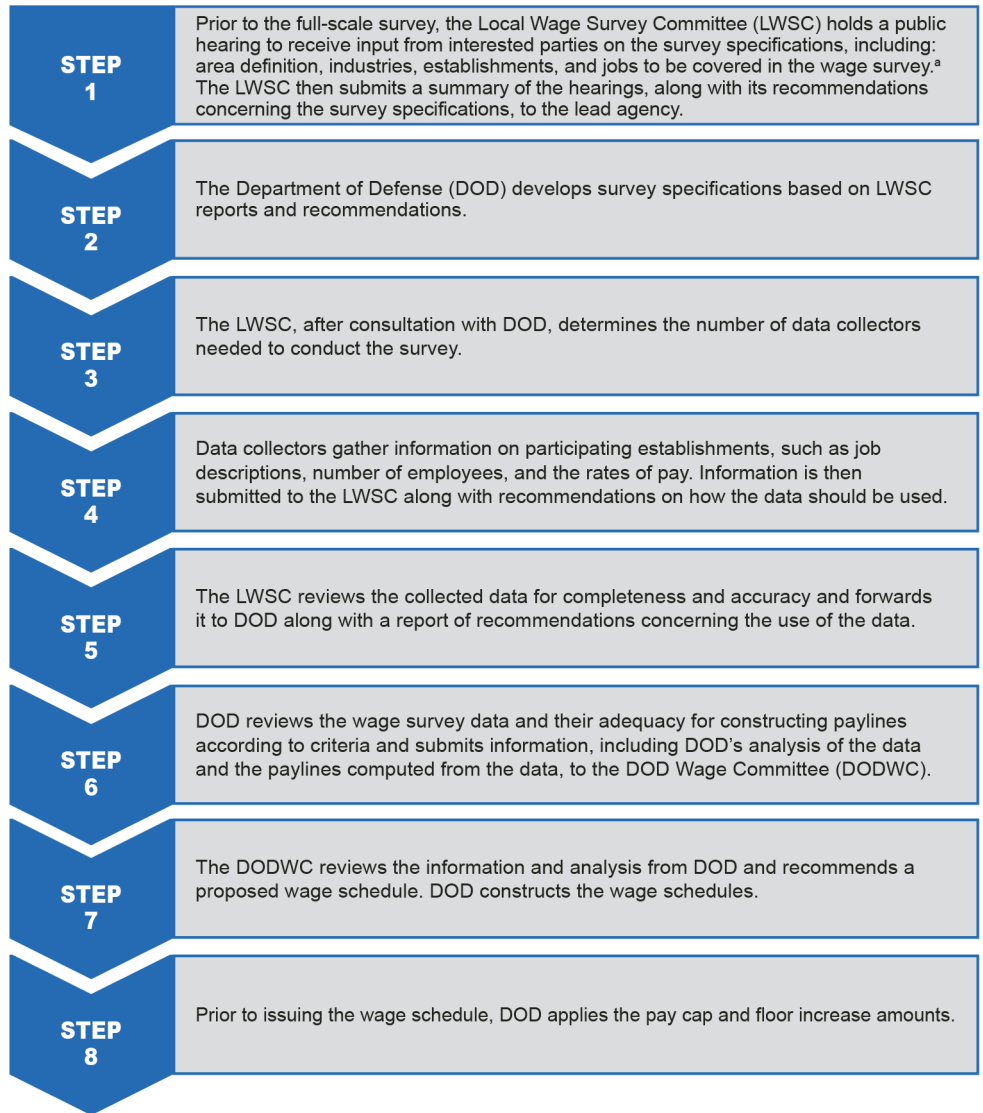 STEP
1
Prior to the full-scale survey, the Local Wage Survey Committee (LWSC) holds a public
hearing to receive input from interested parties on the survey specifications, including:
area definition, industries, establishments, and jobs to be covered in the wage survey.ᵃ
The LWSC then submits a summary of the hearings, along with its recommendations
concerning the survey specifications, to the lead agency.
STEP
2
The Department of Defense (DOD) develops survey specifications based on LWSC
reports and recommendations.
STEP
3
The LWSC, after consultation with DOD, determines the number of data collectors
needed to conduct the survey.
STEP
4
Data collectors gather information on participating establishments, such as job
descriptions, number of employees, and the rates of pay. Information is then
submitted to the LWSC along with recommendations on how the data should be used.
STEP
5
The LWSC reviews the collected data for completeness and accuracy and forwards
it to DOD along with a report of recommendations concerning the use of the data.
STEP
6
DOD reviews the wage survey data and their adequacy for constructing paylines
according to criteria and submits information, including DOD’s analysis of the data
and the paylines computed from the data, to the DOD Wage Committee (DODWC).
STEP
7
The DODWC reviews the information and analysis from DOD and recommends a
proposed wage schedule. DOD constructs the wage schedules.
STEP
8
Prior to issuing the wage schedule, DOD applies the pay cap and floor increase amounts.